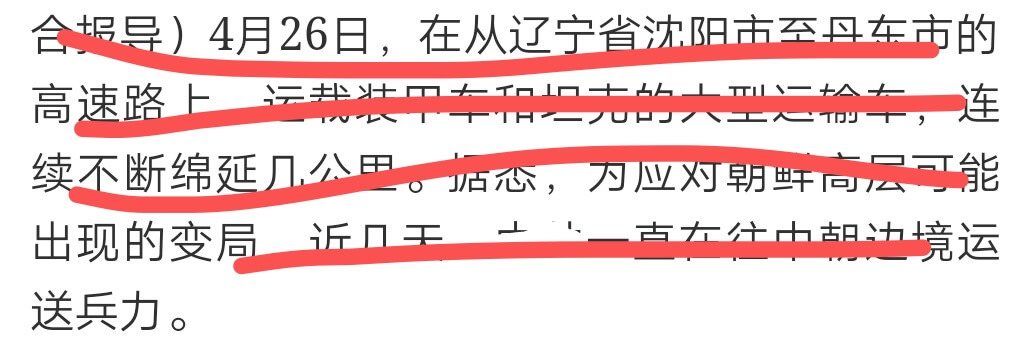 合报导）4月26日，在从辽宁省沈阳市至丹东市的
高速路上，运载装甲车和坦克的大型运输车，连
续不断绵延几公里。据悉，为应对朝鲜高层可能
出现的变局，近几天，一直在往中朝边境运
送兵力。